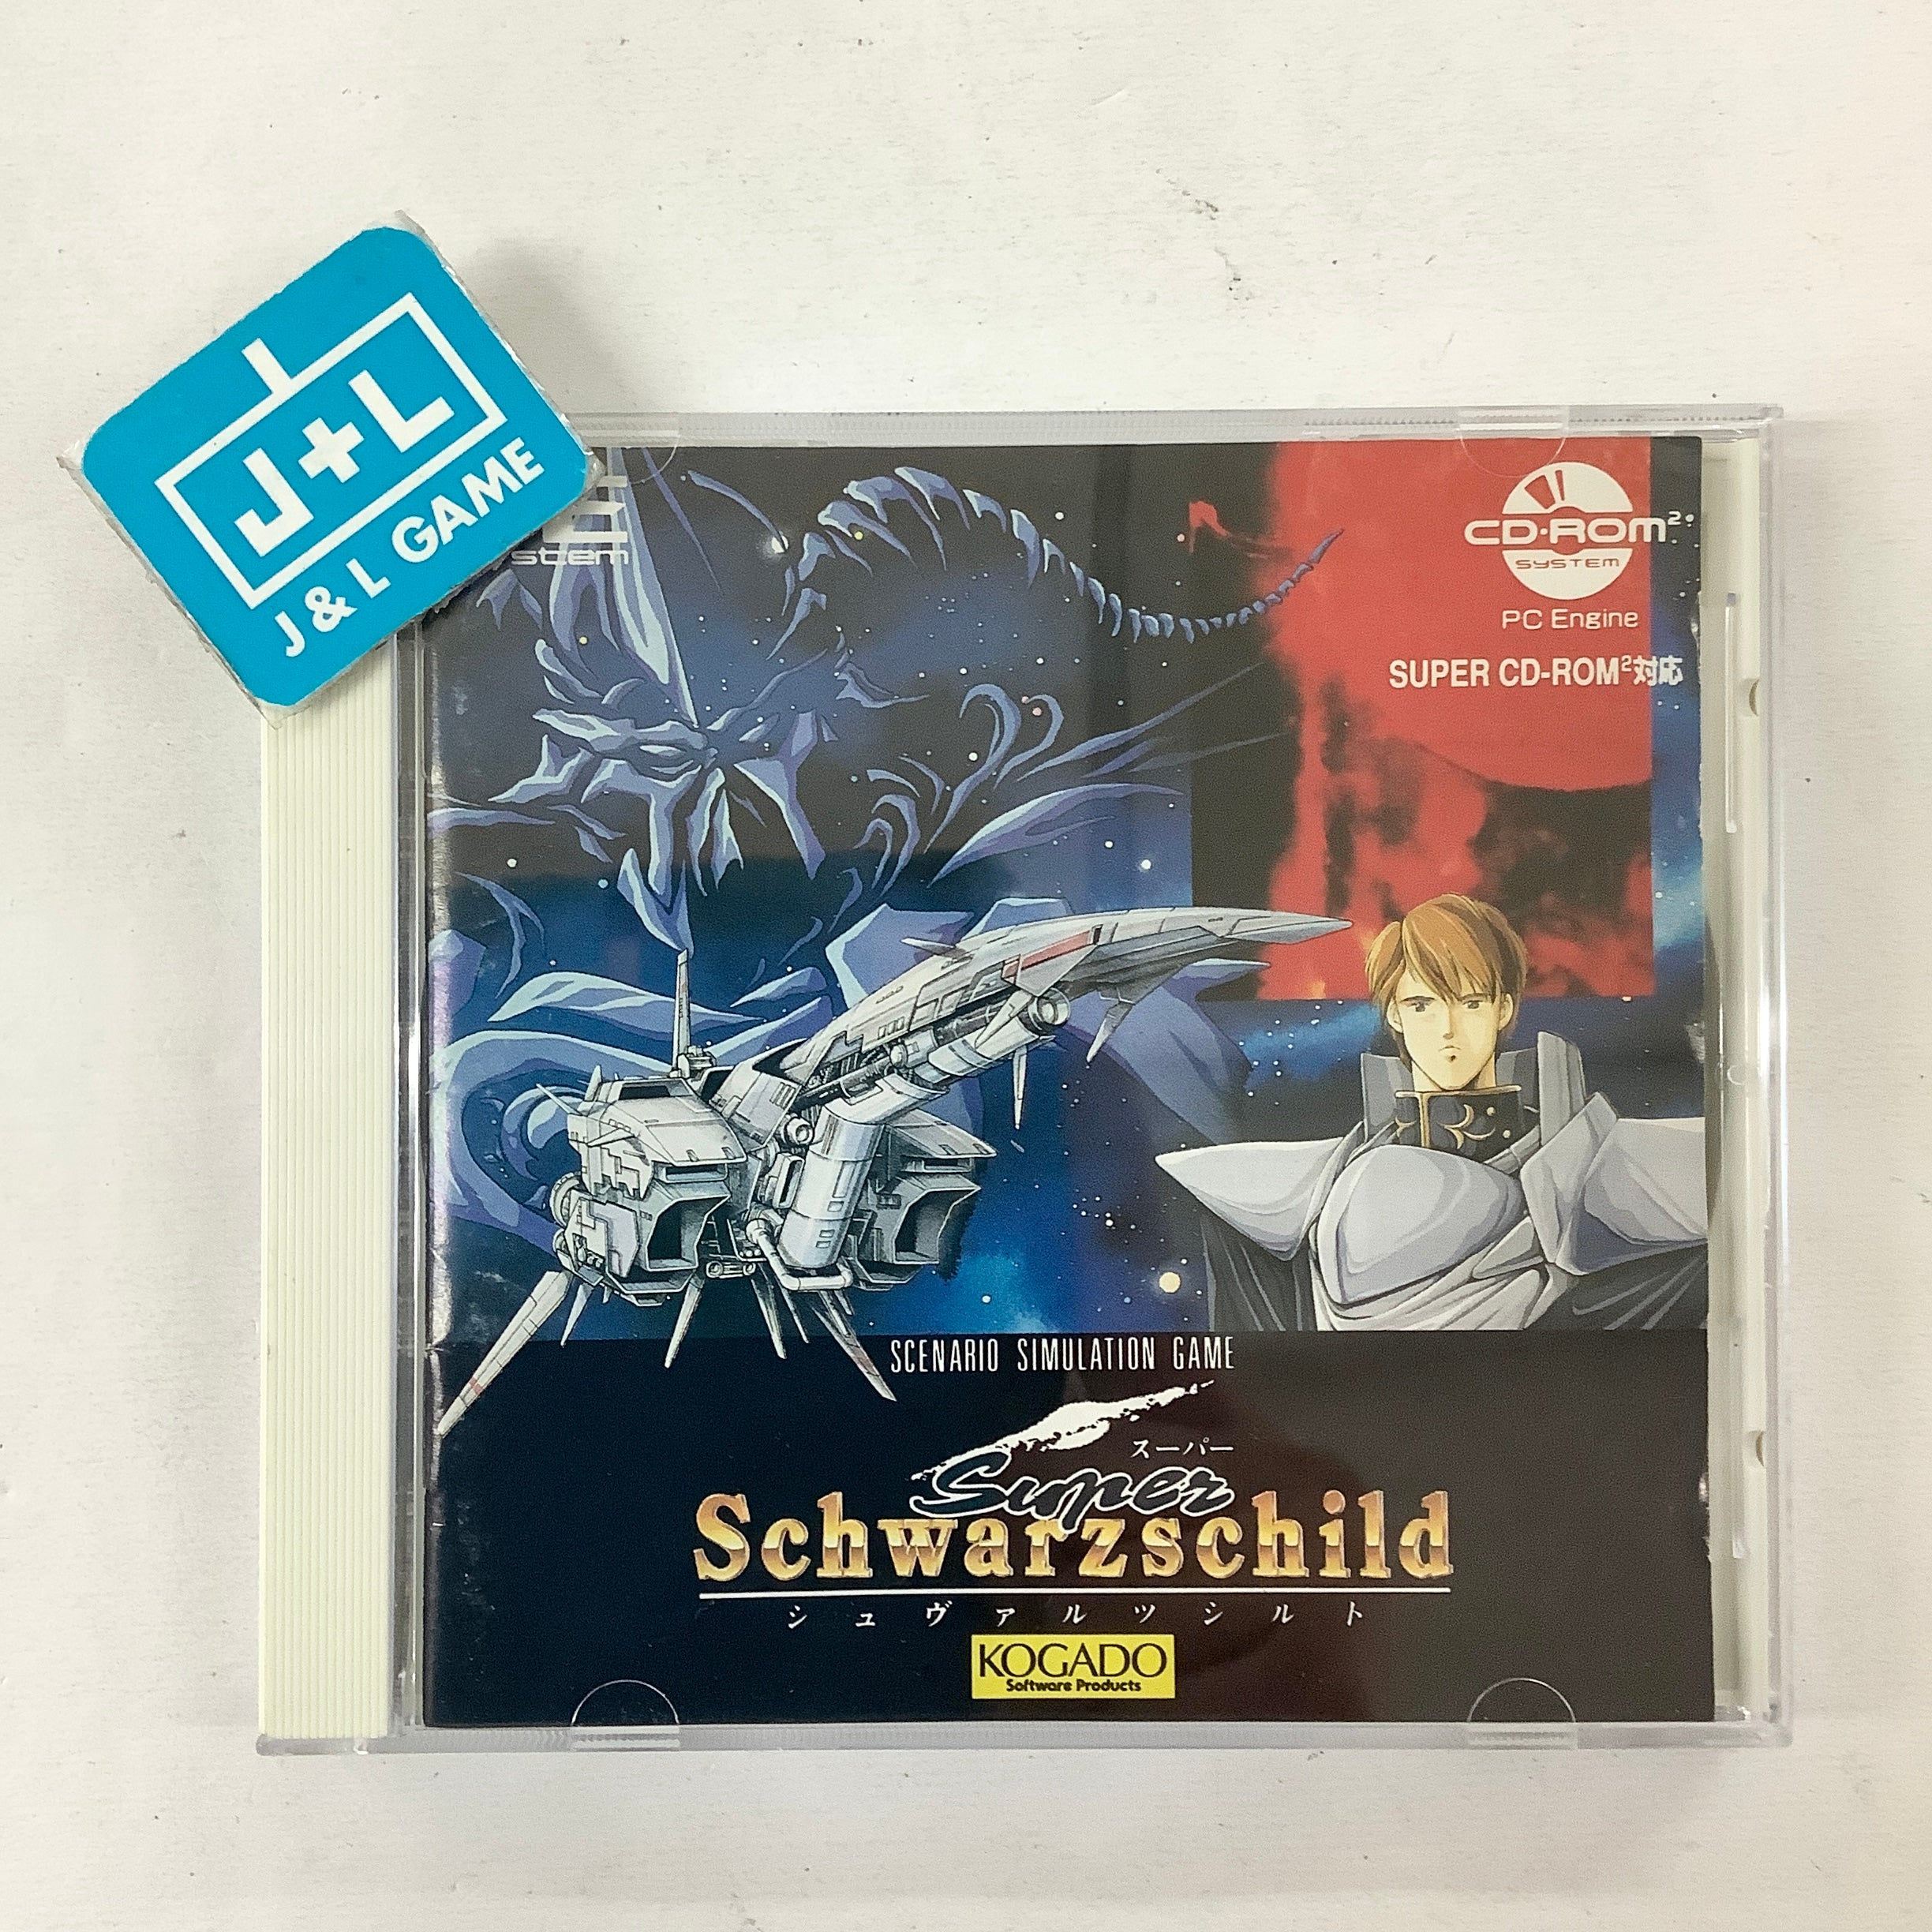 J+L
J & L GAME
stem
CD-ROM²
SYSTEM
PC Engine
SUPER CD-ROM²対応
SCENARIO SIMULATION GAME
スーパー
Super
Schwarzschild
シュヴァルツシルト
KOGADO
Software Products